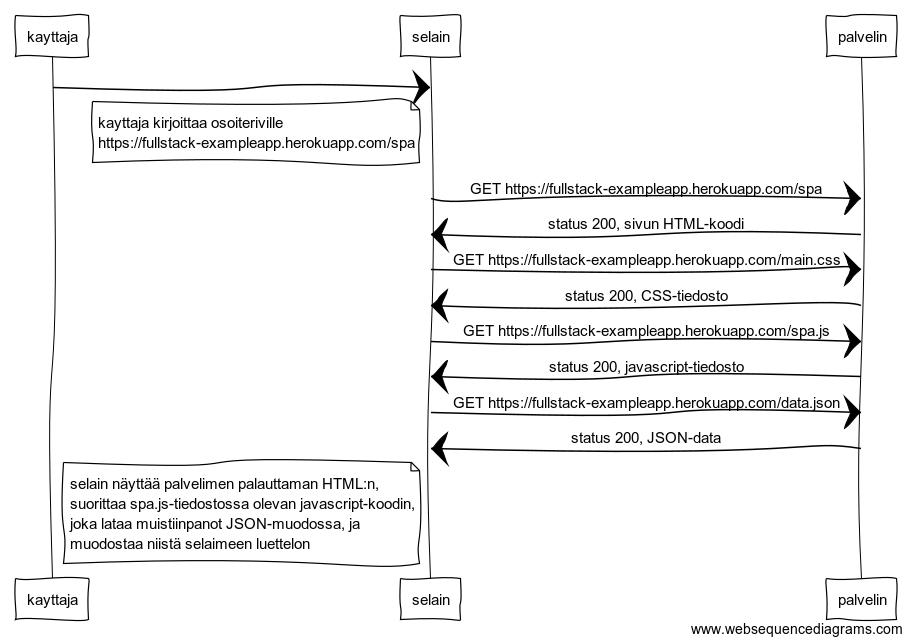 kayttaja
selain
palvelin
kayttaja kirjoittaa osoiteriville
https://fullstack-exampleapp.herokuapp.com/spa
GET https://fullstack-exampleapp.herokuapp.com/spa
status 200, sivun HTML-koodi
GET https://fullstack-exampleapp.herokuapp.com/main.css
status 200, CSS-tiedosto
GET https://fullstack-exampleapp.herokuapp.com/spa.js
status 200, javascript-tiedosto
GET https://fullstack-exampleapp.herokuapp.com/data.json
status 200, JSON-data
selain näyttää palvelimen palauttaman HTML:n,
suorittaa spa.js-tiedostossa olevan javascript-koodin,
joka lataa muistiinpanot JSON-muodossa, ja
muodostaa niistä selaimeen luettelon
kayttaja
selain
palvelin
www.websequencediagrams.com